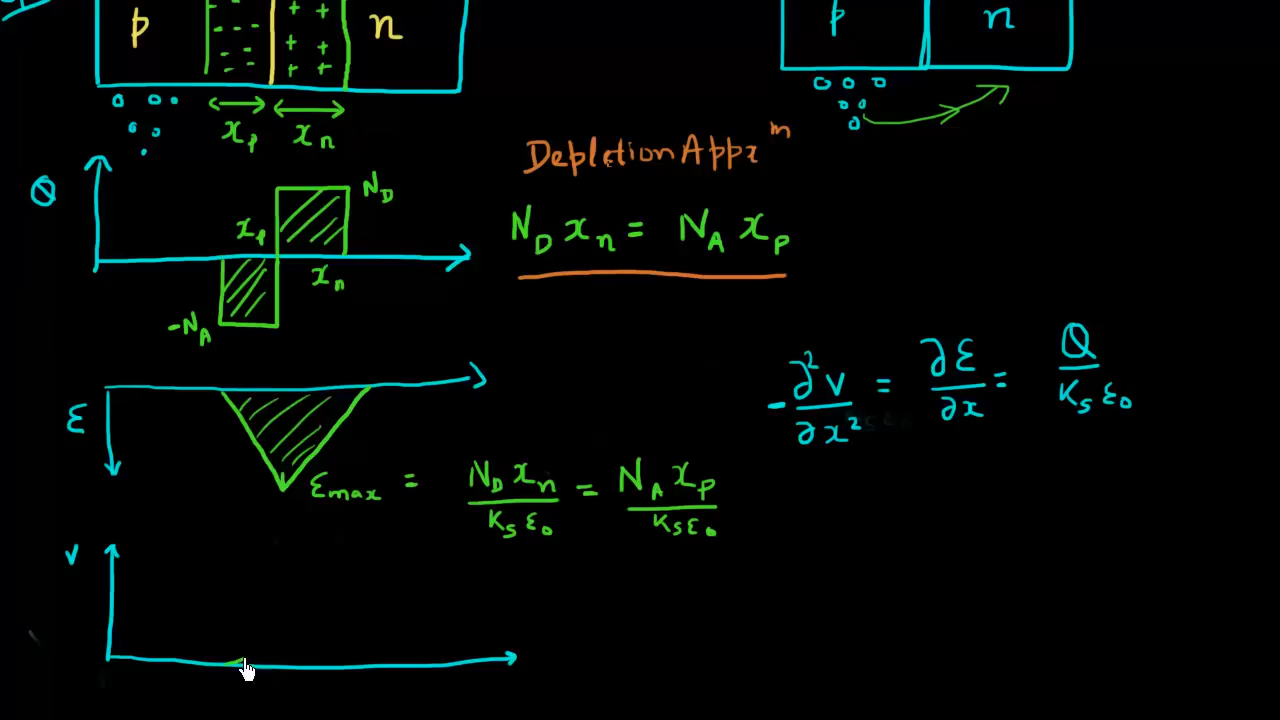 p - - - - - - - + + + + + + n
p n
x_p x_n
Depletion Appx^m
Q N_D
x_p
N_D x_n = N_A x_p
x_n
-N_A
-∂²V/∂x² = ∂ℰ/∂x = Q/K_s ε_0
ℰ
ℰmax = N_D x_n/K_s ε_0 = N_A x_p/K_s ε_0
V